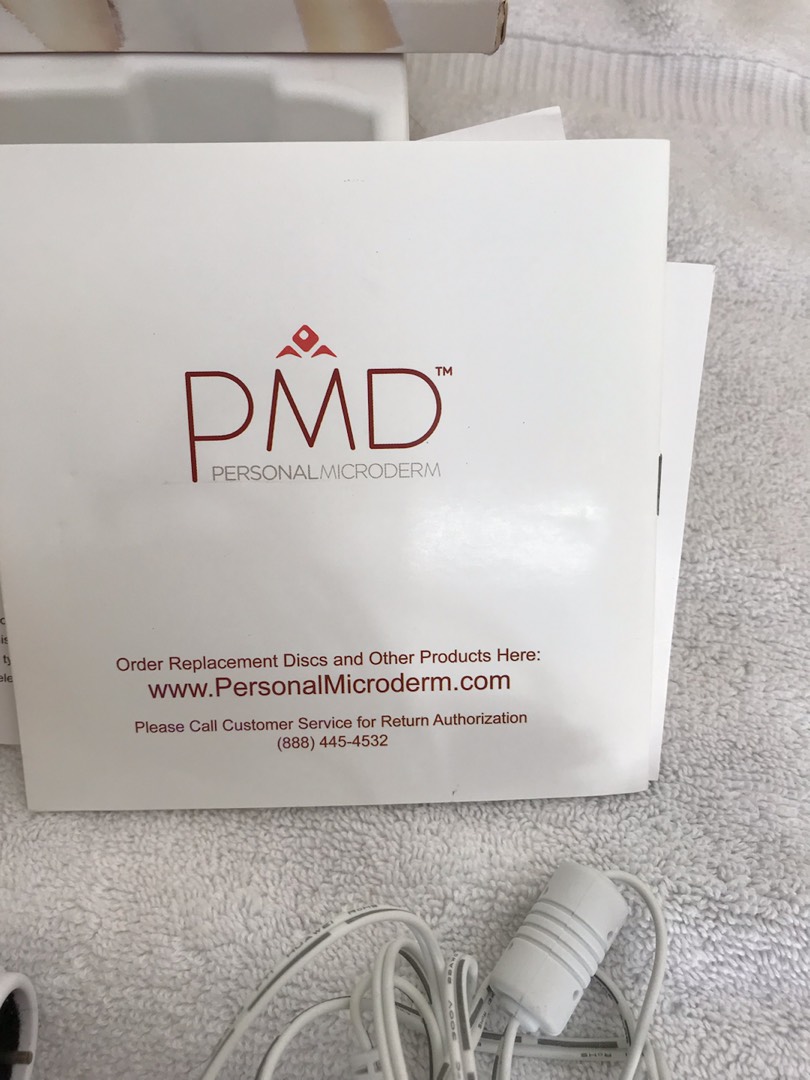 PMD™
PERSONALMICRODERM
Order Replacement Discs and Other Products Here:
www.PersonalMicroderm.com
Please Call Customer Service for Return Authorization
(888) 445-4532